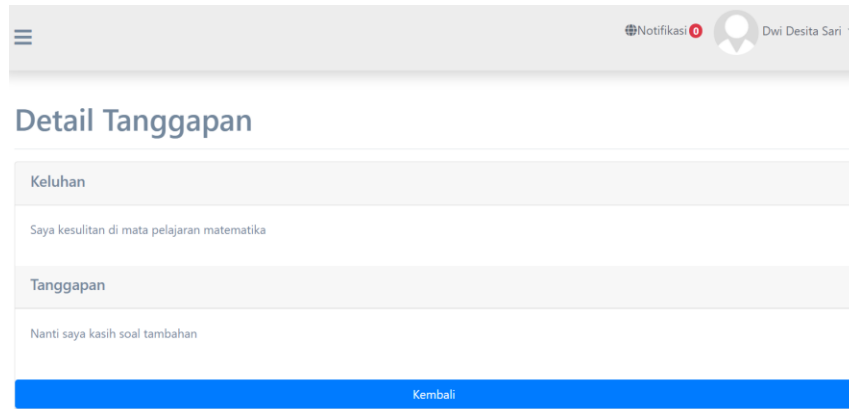 Notifikasi 0 Dwi Desita Sari
Detail Tanggapan
Keluhan
Saya kesulitan di mata pelajaran matematika
Tanggapan
Nanti saya kasih soal tambahan
Kembali